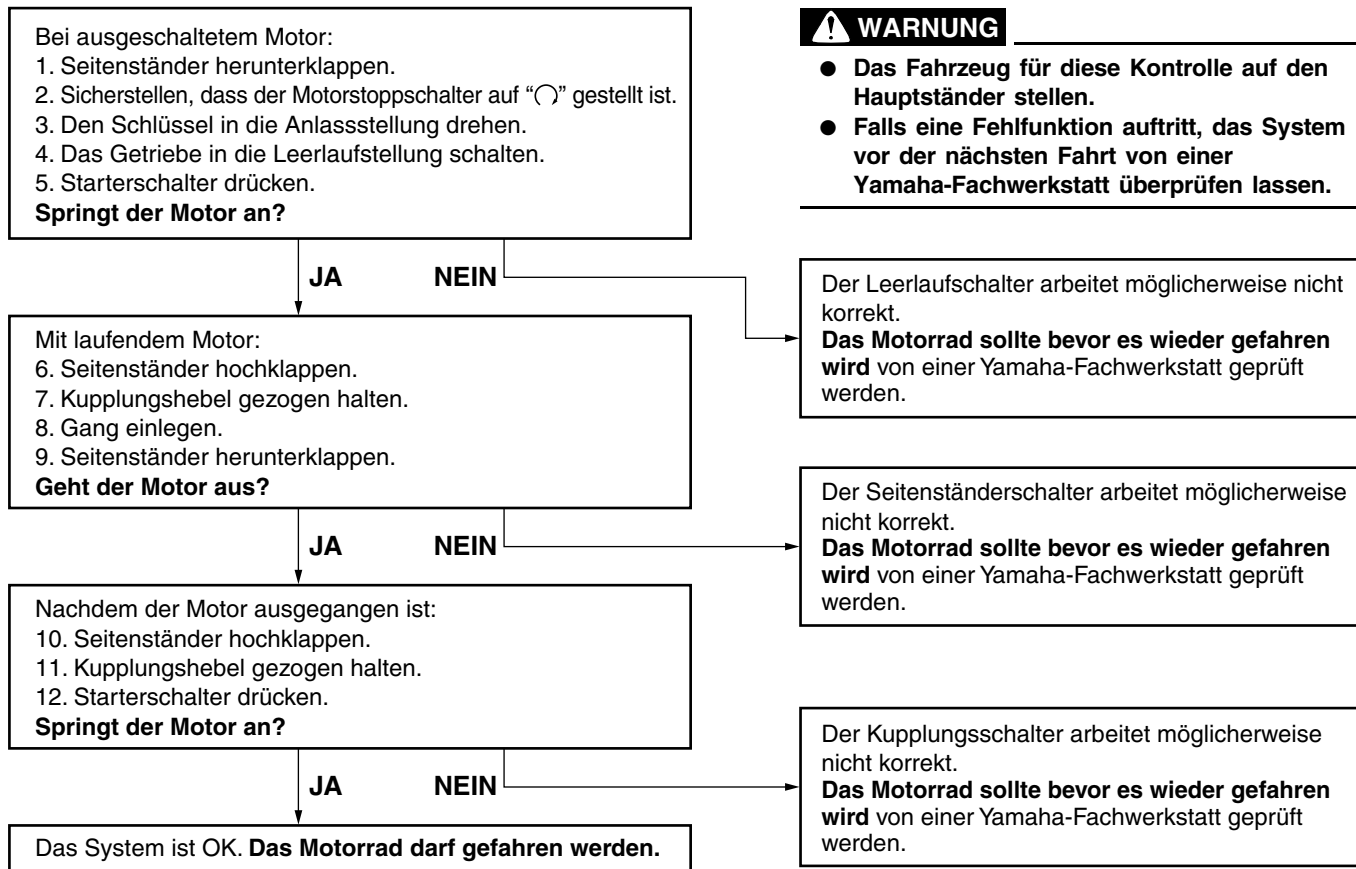 Bei ausgeschaltetem Motor:
1. Seitenständer herunterklappen.
2. Sicherstellen, dass der Motorstoppschalter auf “” gestellt ist.
3. Den Schlüssel in die Anlassstellung drehen.
4. Das Getriebe in die Leerlaufstellung schalten.
5. Starterschalter drücken.
Springt der Motor an?
WARNUNG
● Das Fahrzeug für diese Kontrolle auf den
Hauptständer stellen.
● Falls eine Fehlfunktion auftritt, das System
vor der nächsten Fahrt von einer
Yamaha-Fachwerkstatt überprüfen lassen.
JA NEIN
Der Leerlaufschalter arbeitet möglicherweise nicht
korrekt.
Das Motorrad sollte bevor es wieder gefahren
wird von einer Yamaha-Fachwerkstatt geprüft
werden.
Mit laufendem Motor:
6. Seitenständer hochklappen.
7. Kupplungshebel gezogen halten.
8. Gang einlegen.
9. Seitenständer herunterklappen.
Geht der Motor aus?
JA NEIN
Der Seitenständerschalter arbeitet möglicherweise
nicht korrekt.
Das Motorrad sollte bevor es wieder gefahren
wird von einer Yamaha-Fachwerkstatt geprüft
werden.
Nachdem der Motor ausgegangen ist:
10. Seitenständer hochklappen.
11. Kupplungshebel gezogen halten.
12. Starterschalter drücken.
Springt der Motor an?
JA NEIN
Der Kupplungsschalter arbeitet möglicherweise
nicht korrekt.
Das Motorrad sollte bevor es wieder gefahren
wird von einer Yamaha-Fachwerkstatt geprüft
werden.
Das System ist OK. Das Motorrad darf gefahren werden.